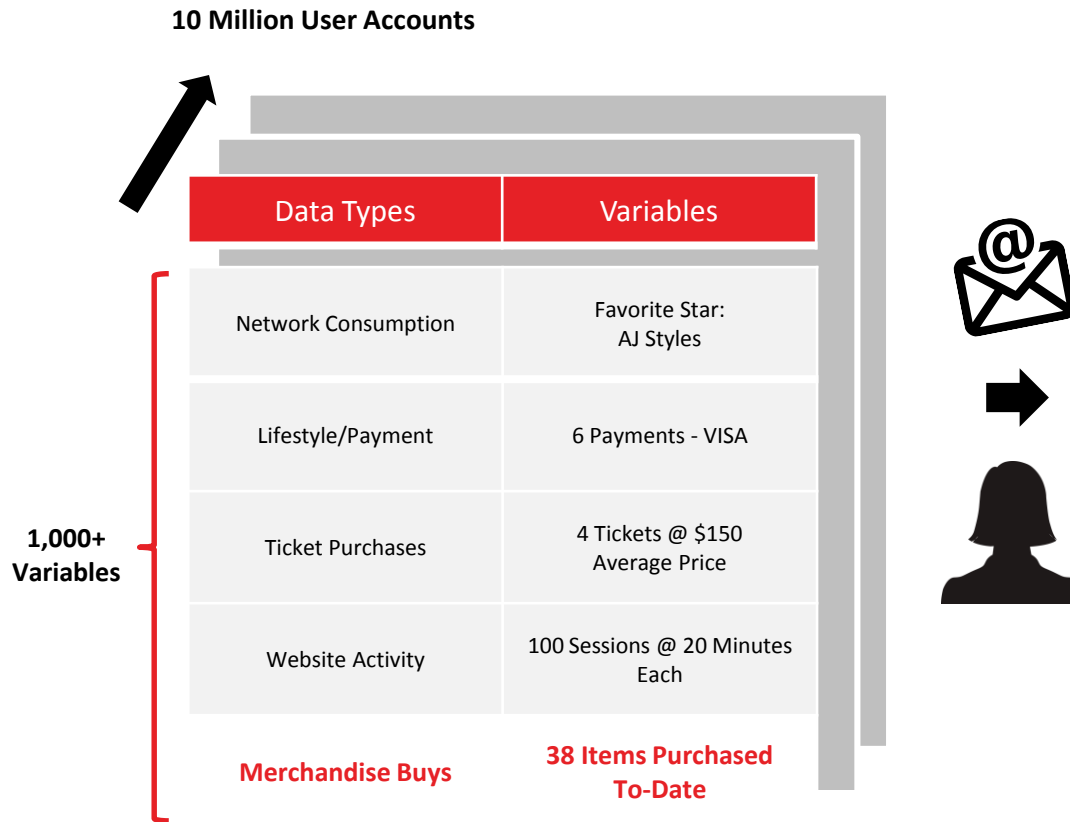 10 Million User Accounts
Data Types
Variables
Network Consumption
Favorite Star:
AJ Styles
Lifestyle/Payment
6 Payments - VISA
1,000+
Variables
Ticket Purchases
4 Tickets @ $150
Average Price
Website Activity
100 Sessions @ 20 Minutes
Each
Merchandise Buys
38 Items Purchased
To-Date
@